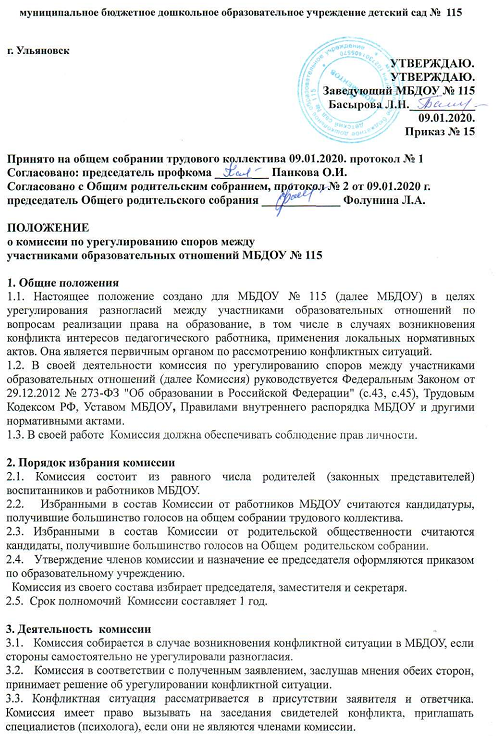 муниципальное бюджетное дошкольное образовательное учреждение детский сад № 115
г. Ульяновск
УТВЕРЖДАЮ.
УТВЕРЖДАЮ.
Заведующий МБДОУ № 115
Басырова Л.Н.
09.01.2020.
Приказ № 15
Принято на общем собрании трудового коллектива 09.01.2020. протокол № 1
Согласовано: председатель профкома Панкова О.И.
Согласовано с Общим родительским собранием, протокол № 2 от 09.01.2020 г.
председатель Общего родительского собрания Фолунина Л.А.
ПОЛОЖЕНИЕ
о комиссии по урегулированию споров между
участниками образовательных отношений МБДОУ № 115
1. Общие положения
1.1. Настоящее положение создано для МБДОУ № 115 (далее МБДОУ) в целях
урегулирования разногласий между участниками образовательных отношений по
вопросам реализации права на образование, в том числе в случаях возникновения
конфликта интересов педагогического работника, применения локальных нормативных
актов. Она является первичным органом по рассмотрению конфликтных ситуаций.
1.2. В своей деятельности комиссия по урегулированию споров между участниками
образовательных отношений (далее Комиссия) руководствуется Федеральным Законом от
29.12.2012 № 273-ФЗ "Об образовании в Российской Федерации" (с.43, с.45), Трудовым
Кодексом РФ, Уставом МБДОУ, Правилами внутреннего распорядка МБДОУ и другими
нормативными актами.
1.3. В своей работе Комиссия должна обеспечивать соблюдение прав личности.
2. Порядок избрания комиссии
2.1. Комиссия состоит из равного числа родителей (законных представителей)
воспитанников и работников МБДОУ.
2.2. Избранными в состав Комиссии от работников МБДОУ считаются кандидатуры,
получившие большинство голосов на общем собрании трудового коллектива.
2.3. Избранными в состав Комиссии от родительской общественности считаются
кандидаты, получившие большинство голосов на Общем родительском собрании.
2.4. Утверждение членов комиссии и назначение ее председателя оформляются приказом
по образовательному учреждению.
Комиссия из своего состава избирает председателя, заместителя и секретаря.
2.5. Срок полномочий Комиссии составляет 1 год.
3. Деятельность комиссии
3.1. Комиссия собирается в случае возникновения конфликтной ситуации в МБДОУ, если
стороны самостоятельно не урегулировали разногласия.
3.2. Комиссия в соответствии с полученным заявлением, заслушав мнения обеих сторон,
принимает решение об урегулировании конфликтной ситуации.
3.3. Конфликтная ситуация рассматривается в присутствии заявителя и ответчика.
Комиссия имеет право вызывать на заседания свидетелей конфликта, приглашать
специалистов (психолога), если они не являются членами комиссии.